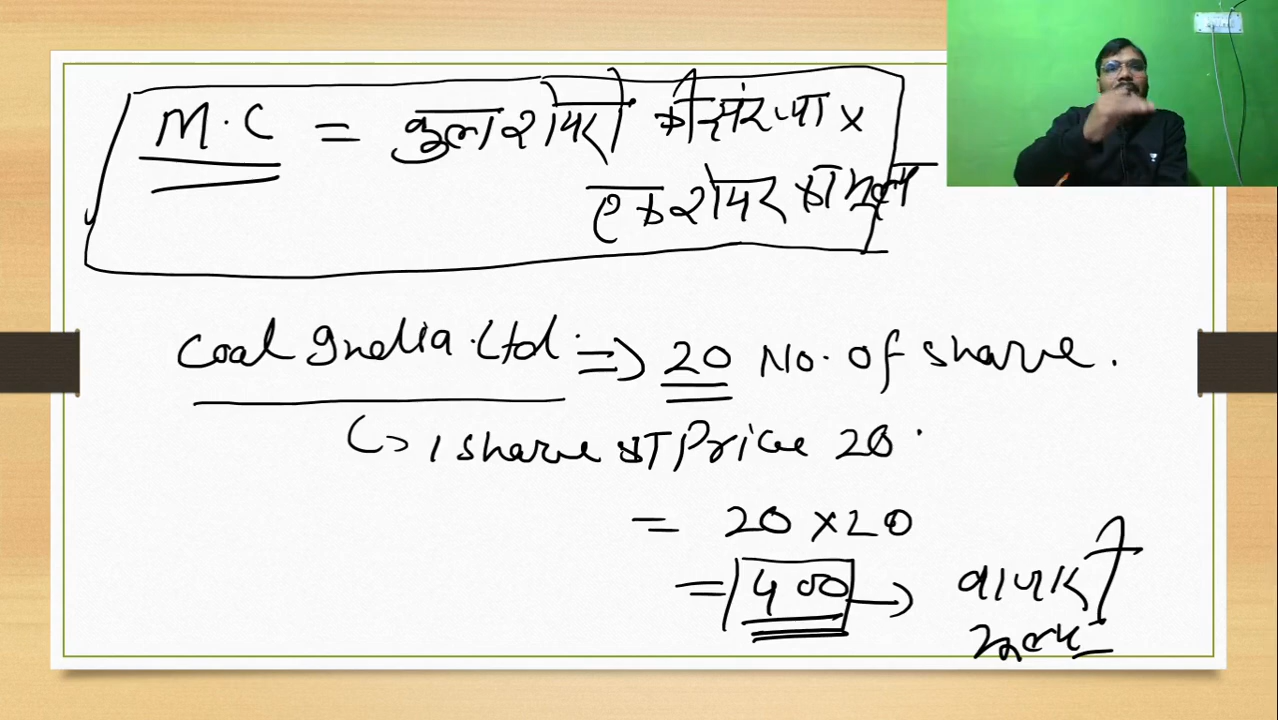 M.C = कुल शेयरों की संख्या ×
एक शेयर का मूल्य
Coal India Ltd. => 20 No. of share.
↳ 1 share का Price 20.
= 20 × 20
= 400 → बाजार
मूल्य